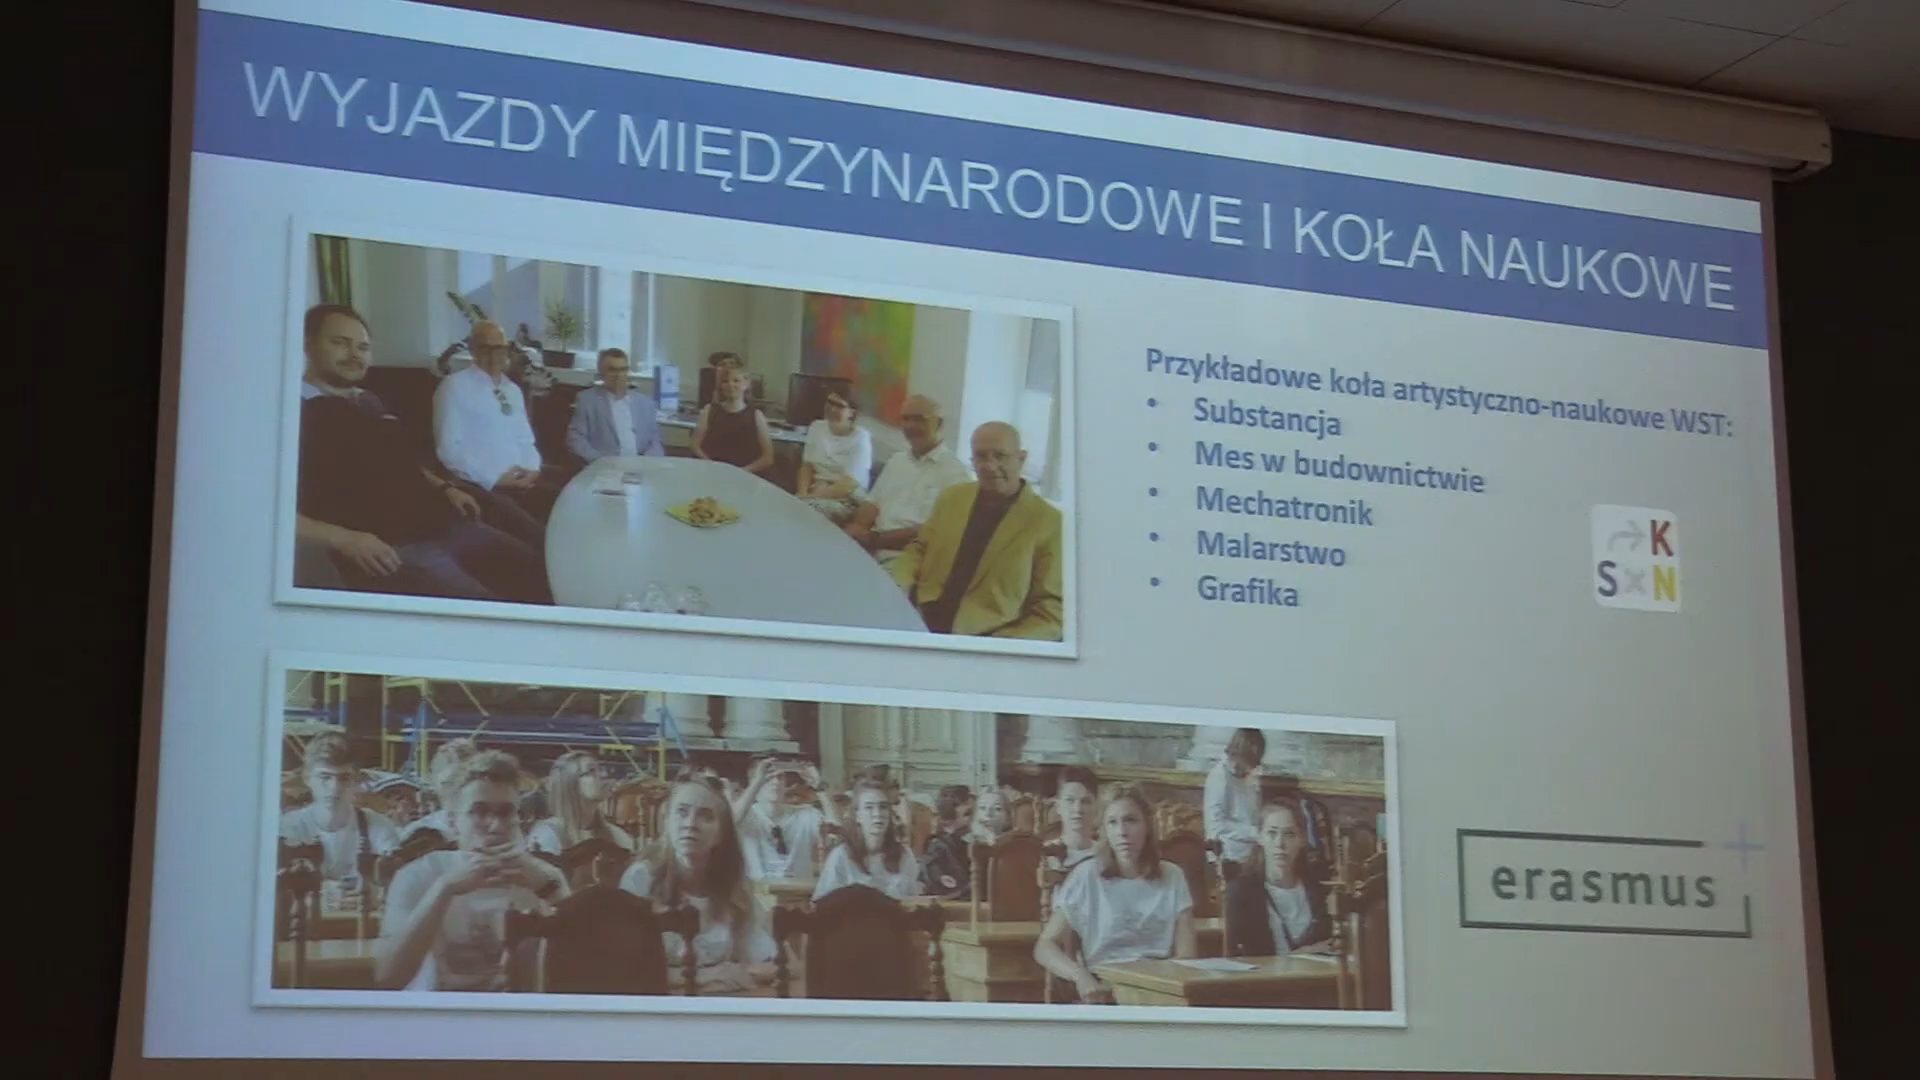 WYJAZDY MIĘDZYNARODOWE I KOŁA NAUKOWE
Przykładowe koła artystyczno-naukowe WST:
• Substancja
• Mes w budownictwie
• Mechatronik
• Malarstwo
• Grafika
K
S N
erasmus +